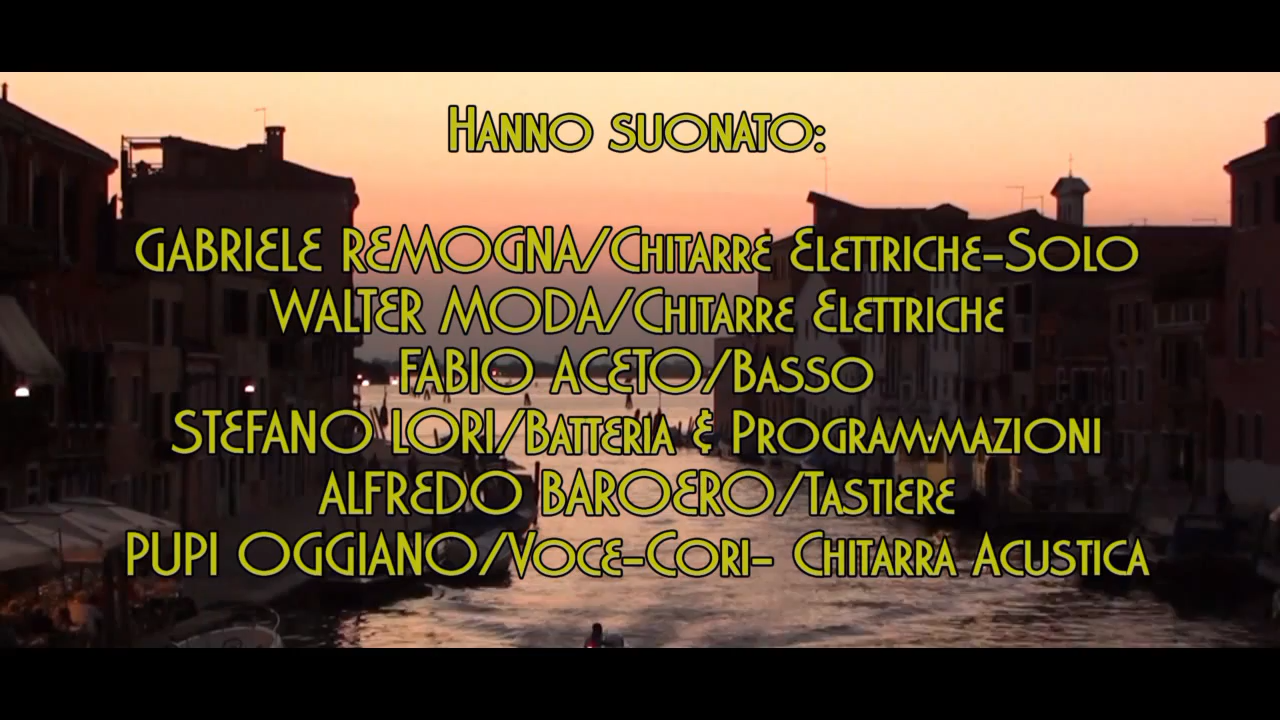 Hanno suonato:
GABRIELE REMOGNA/Chitarre Elettriche-Solo
WALTER MODA/Chitarre Elettriche
FABIO ACETO/Basso
STEFANO LORI/Batteria & Programmazioni
ALFREDO BAROERO/Tastiere
PUPI OGGIANO/Voce-Cori- Chitarra Acustica